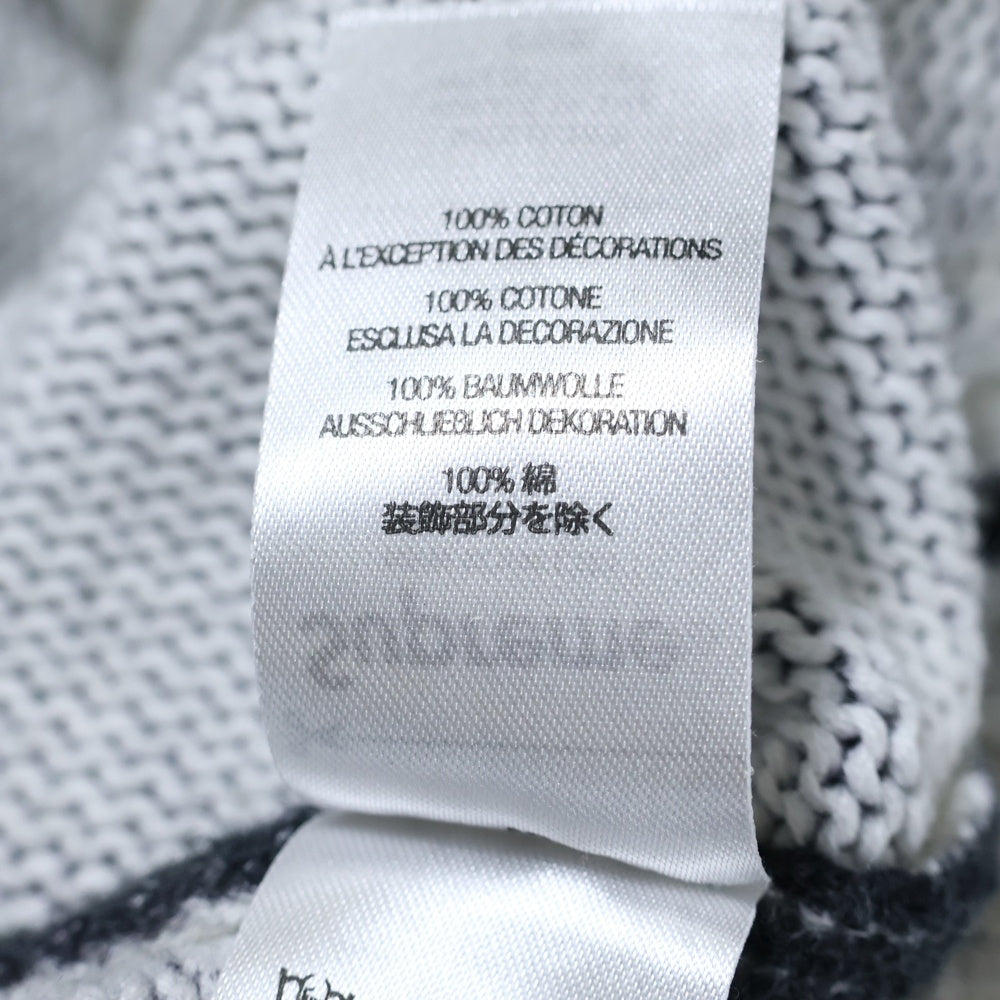 100% COTON
À L'EXCEPTION DES DÉCORATIONS
100% COTONE
ESCLUSA LA DECORAZIONE
100% BAUMWOLLE
AUSSCHLIEßLICH DEKORATION
100% 綿
装飾部分を除く